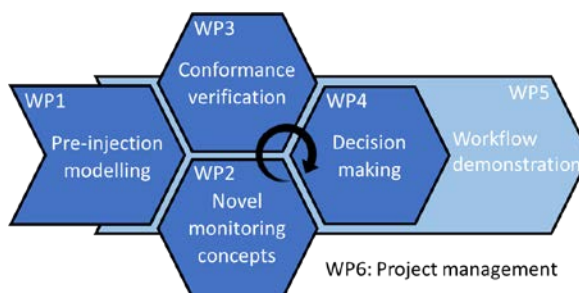 WP1
Pre-injection
modelling
WP3
Conformance
verification
WP2
Novel
monitoring
concepts
WP4
Decision
making
WP5
Workflow
demonstration
WP6: Project management